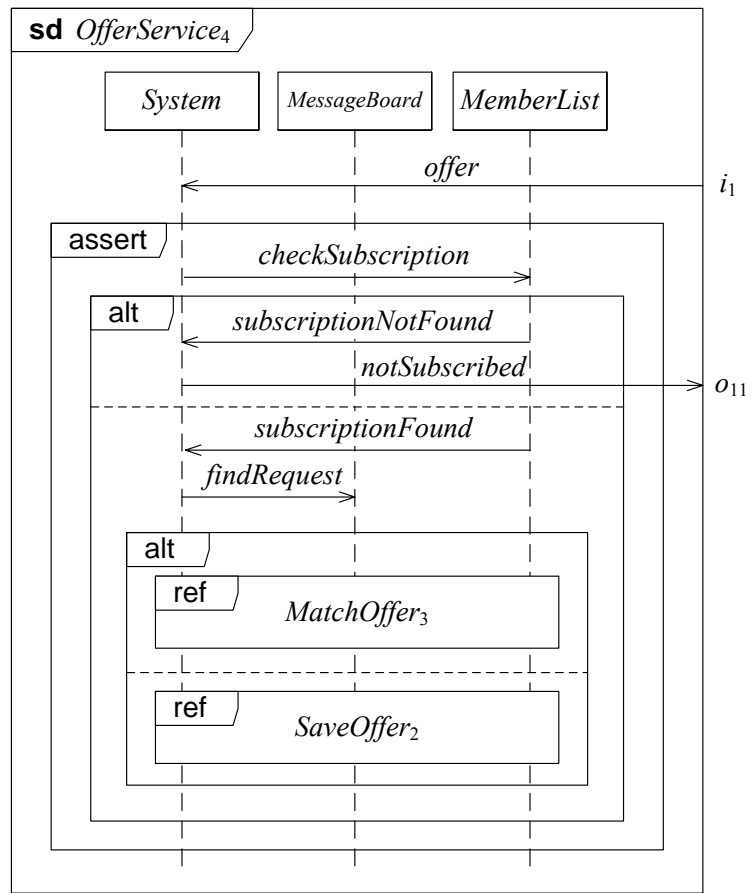 sd OfferService₄
System MessageBoard MemberList
offer
i₁
assert
checkSubscription
alt
subscriptionNotFound
notSubscribed
o₁₁
subscriptionFound
findRequest
alt
ref
MatchOffer₃
ref
SaveOffer₂